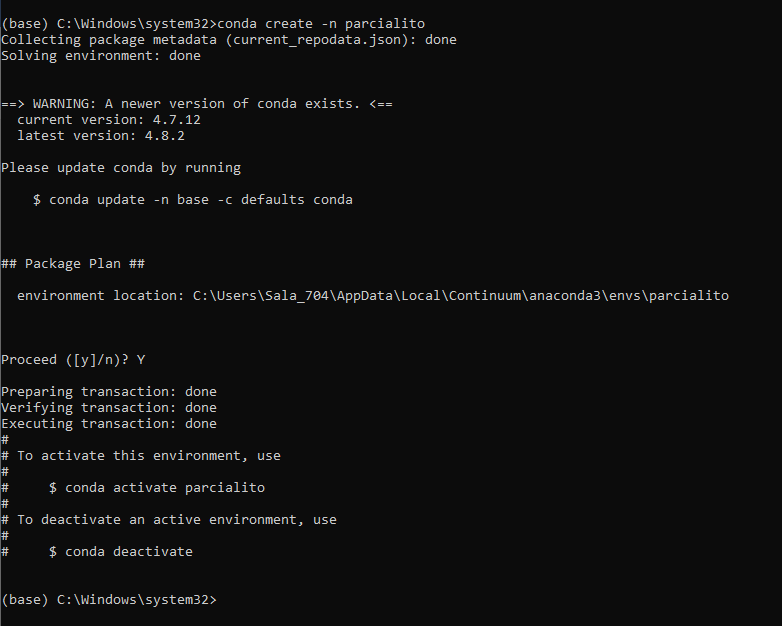 (base) C:\Windows\system32>conda create -n parcialito
Collecting package metadata (current_repodata.json): done
Solving environment: done
==> WARNING: A newer version of conda exists. <==
  current version: 4.7.12
  latest version: 4.8.2
Please update conda by running
    $ conda update -n base -c defaults conda
## Package Plan ##
  environment location: C:\Users\Sala_704\AppData\Local\Continuum\anaconda3\envs\parcialito
Proceed ([y]/n)? Y
Preparing transaction: done
Verifying transaction: done
Executing transaction: done
#
# To activate this environment, use
#
#     $ conda activate parcialito
#
# To deactivate an active environment, use
#
#     $ conda deactivate
(base) C:\Windows\system32>